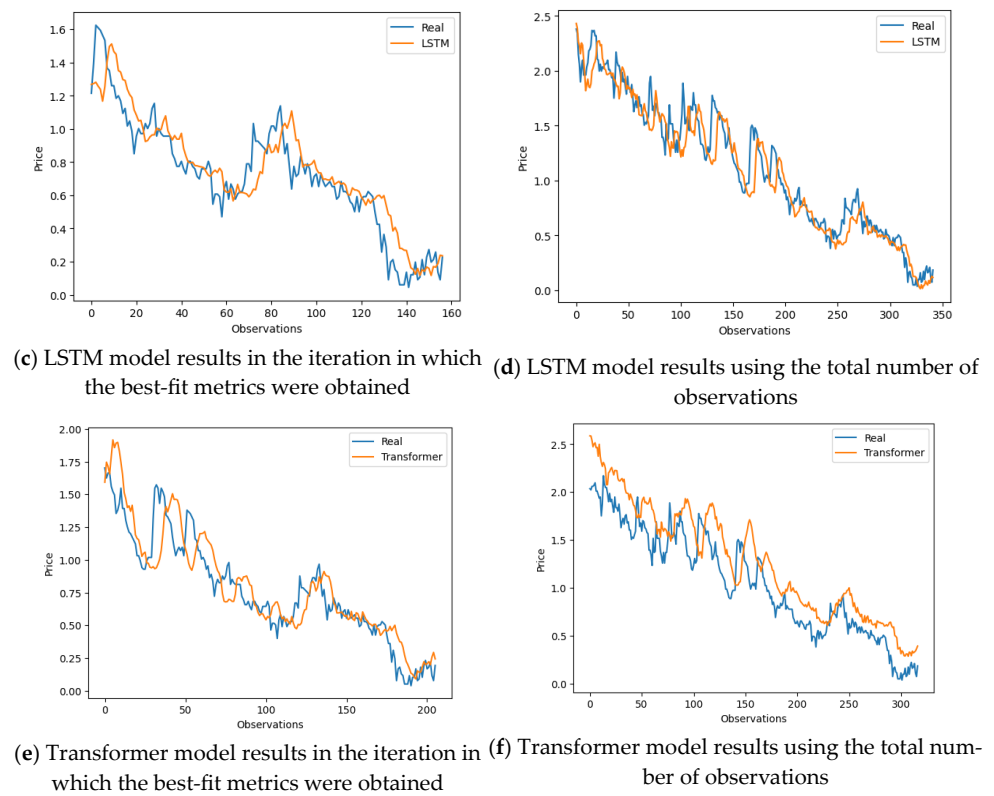 Real
LSTM
1.6
1.4
1.2
1.0
0.8
0.6
0.4
0.2
0.0
Price
0 20 40 60 80 100 120 140 160
Observations
(c) LSTM model results in the iteration in which
the best-fit metrics were obtained
Real
LSTM
2.5
2.0
1.5
1.0
0.5
0.0
Price
0 50 100 150 200 250 300 350
Observations
(d) LSTM model results using the total number of
observations
Real
Transformer
2.00
1.75
1.50
1.25
1.00
0.75
0.50
0.25
0.00
Price
0 50 100 150 200
Observations
(e) Transformer model results in the iteration in
which the best-fit metrics were obtained
Real
Transformer
2.5
2.0
1.5
1.0
0.5
0.0
Price
0 50 100 150 200 250 300
Observations
(f) Transformer model results using the total num-
ber of observations